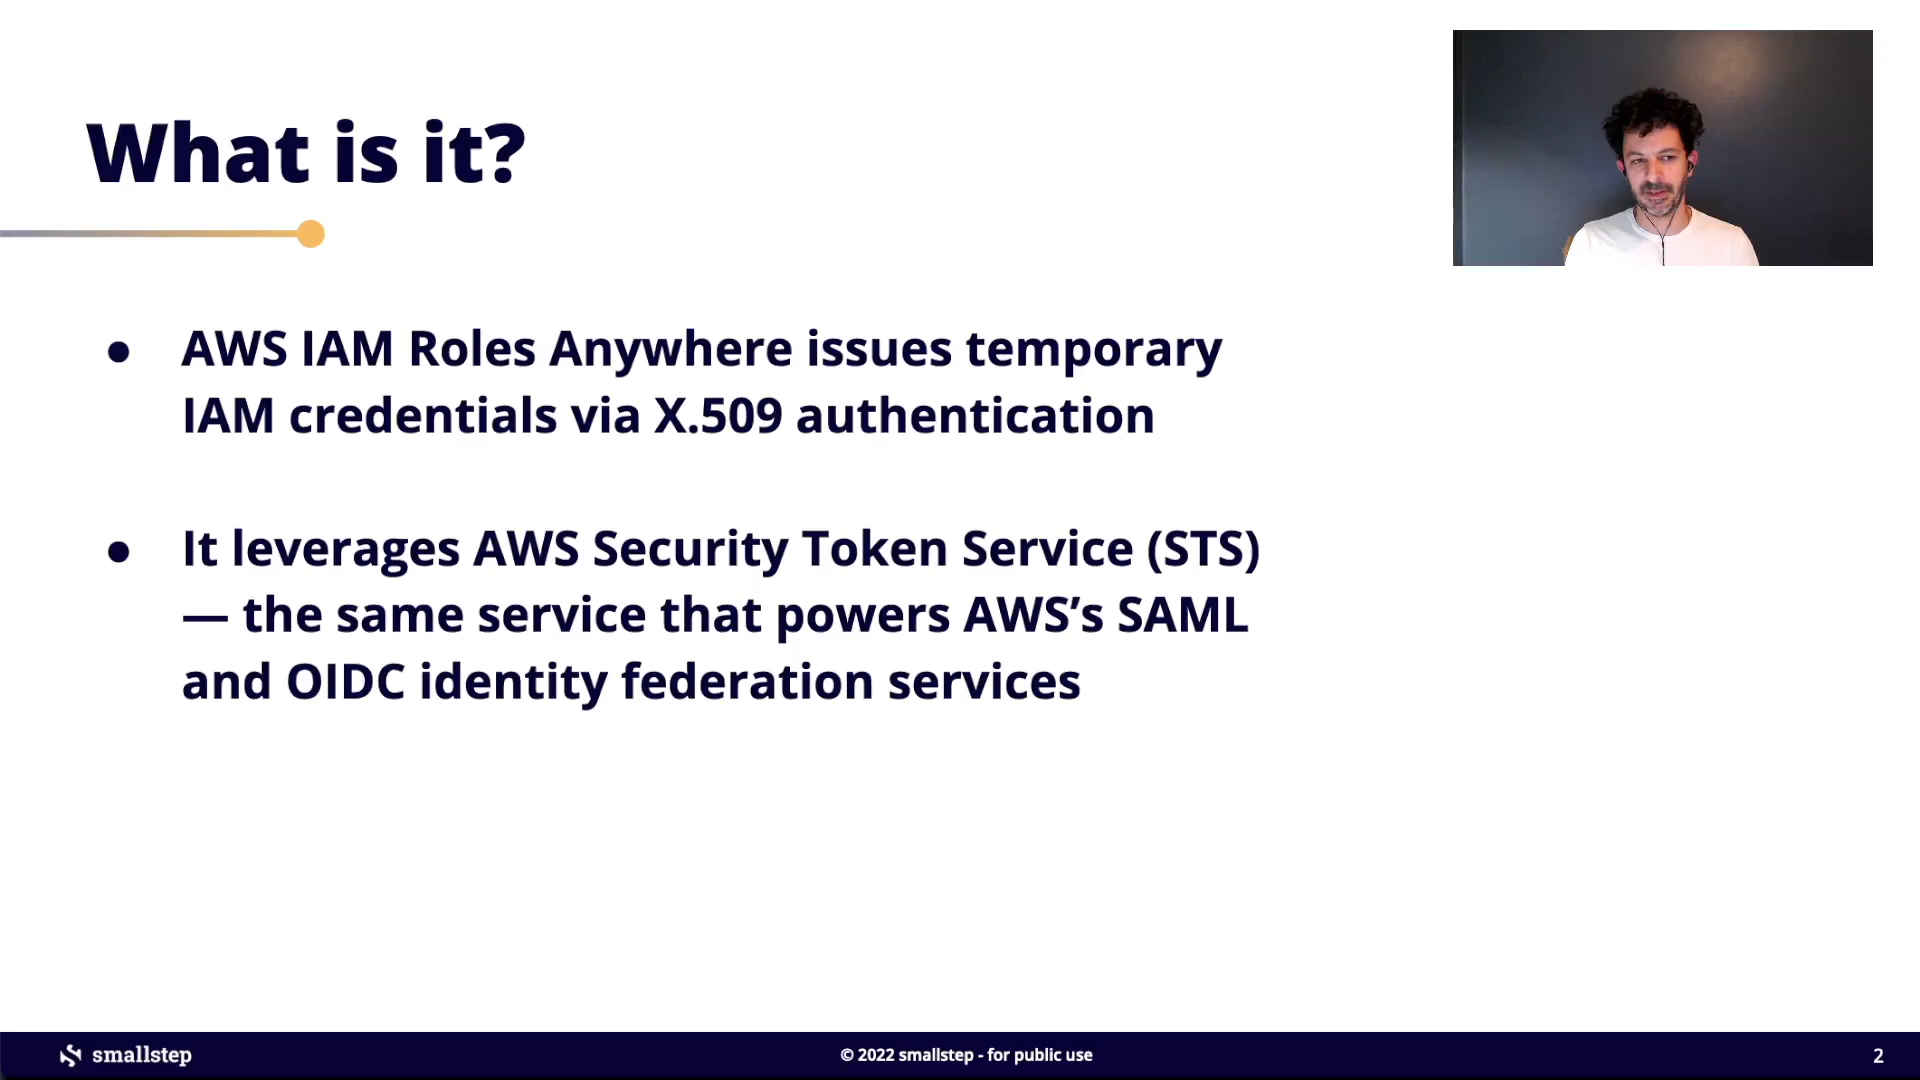 What is it?
● AWS IAM Roles Anywhere issues temporary
IAM credentials via X.509 authentication
● It leverages AWS Security Token Service (STS)
— the same service that powers AWS’s SAML
and OIDC identity federation services
smallstep
© 2022 smallstep - for public use
2